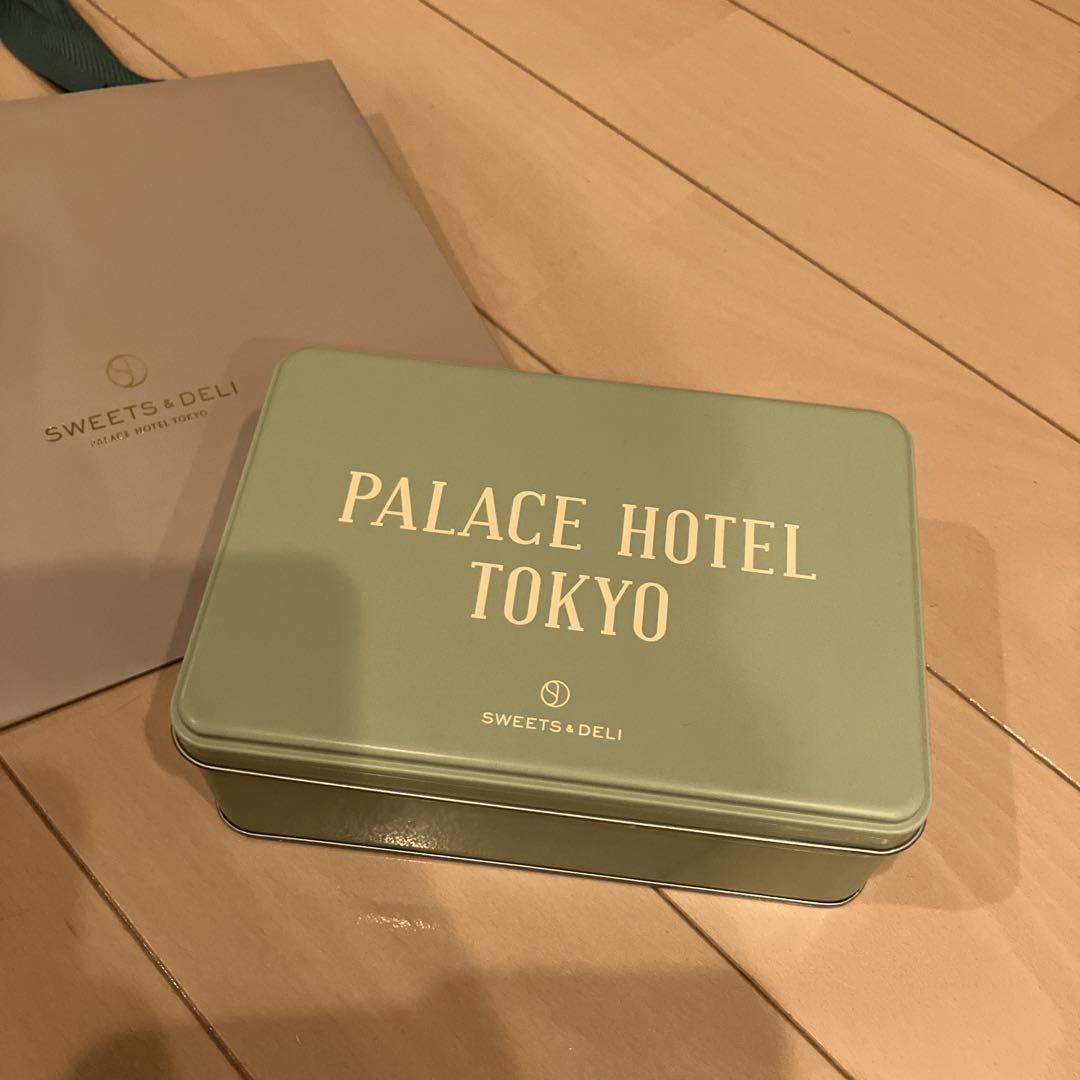 SWEETS & DELI
PALACE HOTEL TOKYO
PALACE HOTEL
TOKYO
SWEETS & DELI